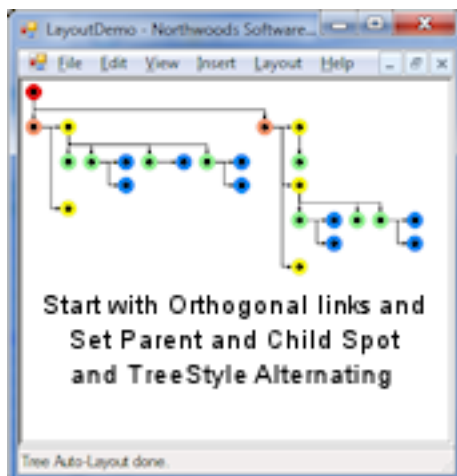 LayoutDemo - Northwoods Software...
File Edit View Insert Layout Help
Start with Orthogonal links and
Set Parent and Child Spot
and TreeStyle Alternating
Tree Auto-Layout done.